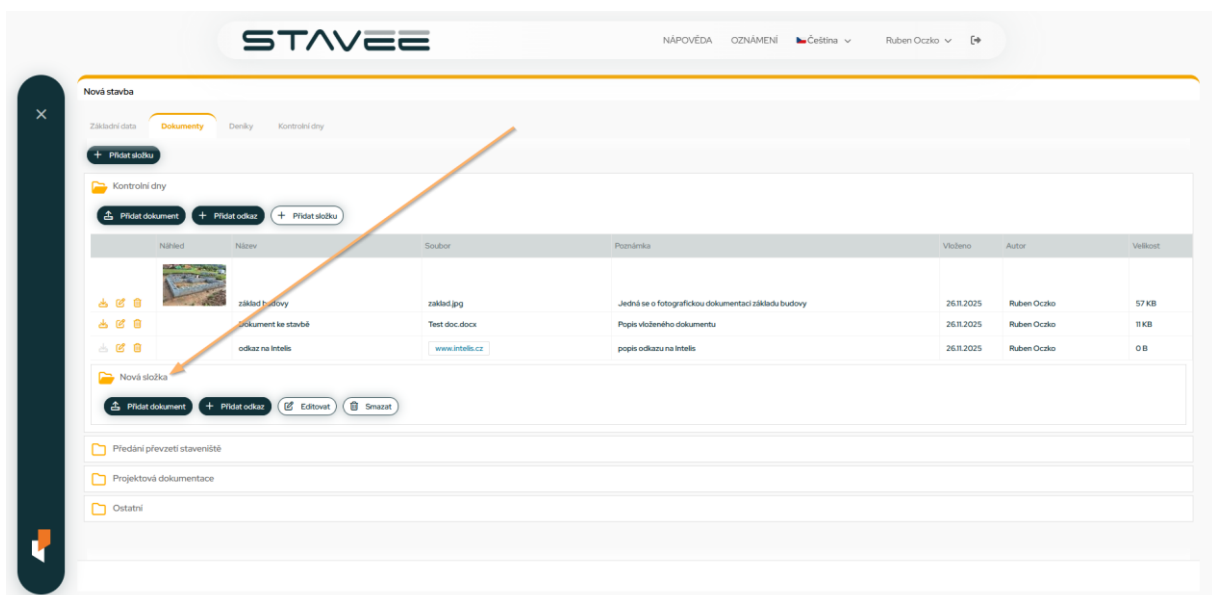 STAVEE
NÁPOVĚDA OZNÁMENÍ Čeština Ruben Oczko
Nová stavba
Základní data Dokumenty Deníky Kontrolní dny
+ Přidat složku
Kontrolní dny
Přidat dokument + Přidat odkaz + Přidat složku
Náhled Název Soubor Poznámka Vloženo Autor Velikost
základ budovy zaklad.jpg Jedná se o fotografickou dokumentaci základu budovy 26.11.2025 Ruben Oczko 57 KB
Dokument ke stavbě Test doc.docx Popis vloženého dokumentu 26.11.2025 Ruben Oczko 11 KB
odkaz na Intelis www.intelis.cz popis odkazu na Intelis 26.11.2025 Ruben Oczko 0 B
Nová složka
Přidat dokument + Přidat odkaz Editovat Smazat
Předání převzetí staveniště
Projektová dokumentace
Ostatní